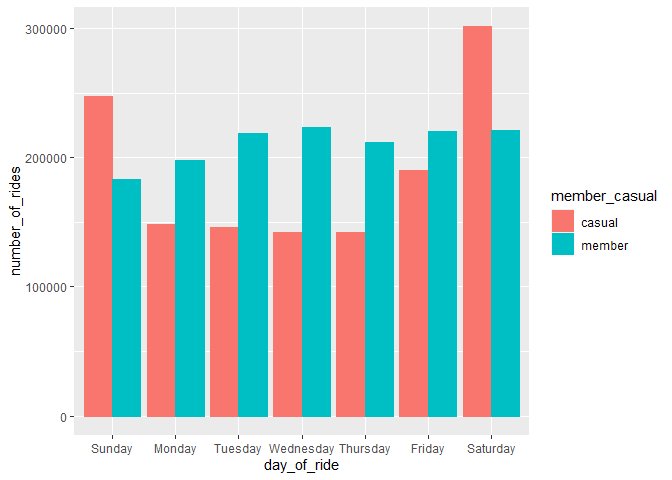 300000
200000
100000
0
number_of_rides
Sunday Monday Tuesday Wednesday Thursday Friday Saturday
day_of_ride
member_casual
casual
member